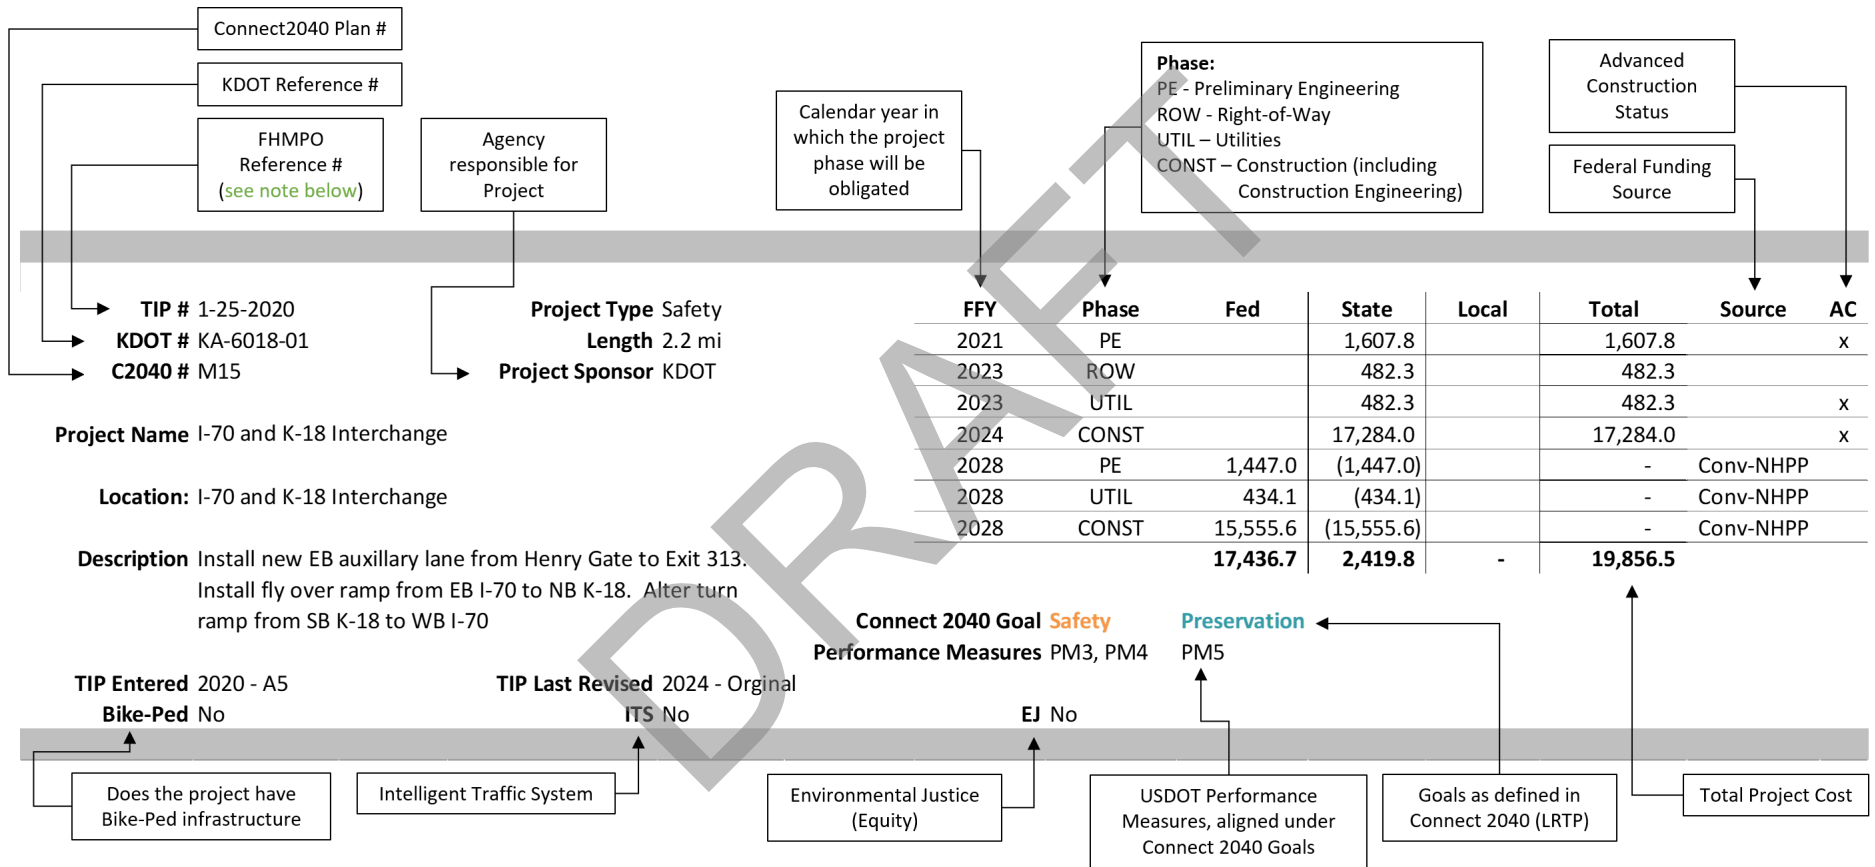 Connect2040 Plan #
KDOT Reference #
FHMPO
Reference #
(see note below)
Agency
responsible for
Project
Calendar year in
which the project
phase will be
obligated
Phase:
PE - Preliminary Engineering
ROW - Right-of-Way
UTIL – Utilities
CONST – Construction (including
Construction Engineering)
Advanced
Construction
Status
Federal Funding
Source
TIP # 1-25-2020
KDOT # KA-6018-01
C2040 # M15
Project Type Safety
Length 2.2 mi
Project Sponsor KDOT
Project Name I-70 and K-18 Interchange
Location: I-70 and K-18 Interchange
Description Install new EB auxillary lane from Henry Gate to Exit 313.
Install fly over ramp from EB I-70 to NB K-18. Alter turn
ramp from SB K-18 to WB I-70
FFY Phase Fed State Local Total Source AC
2021 PE 1,607.8 1,607.8 x
2023 ROW 482.3 482.3
2023 UTIL 482.3 482.3 x
2024 CONST 17,284.0 17,284.0 x
2028 PE 1,447.0 (1,447.0) - Conv-NHPP
2028 UTIL 434.1 (434.1) - Conv-NHPP
2028 CONST 15,555.6 (15,555.6) - Conv-NHPP
17,436.7 2,419.8 - 19,856.5
Connect 2040 Goal Safety Preservation
Performance Measures PM3, PM4 PM5
TIP Entered 2020 - A5 TIP Last Revised 2024 - Orginal
Bike-Ped No ITS No EJ No
Does the project have
Bike-Ped infrastructure
Intelligent Traffic System
Environmental Justice
(Equity)
USDOT Performance
Measures, aligned under
Connect 2040 Goals
Goals as defined in
Connect 2040 (LRTP)
Total Project Cost
DRAFT